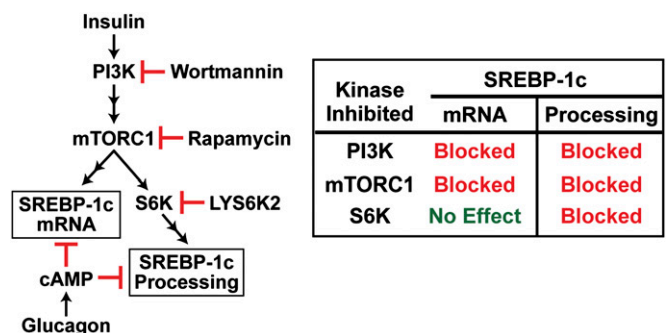 Insulin
PI3K Wortmannin
mTORC1 Rapamycin
SREBP-1c
mRNA
S6K LYS6K2
cAMP
SREBP-1c
Processing
Glucagon
Kinase
Inhibited
SREBP-1c
mRNA Processing
PI3K Blocked Blocked
mTORC1 Blocked Blocked
S6K No Effect Blocked